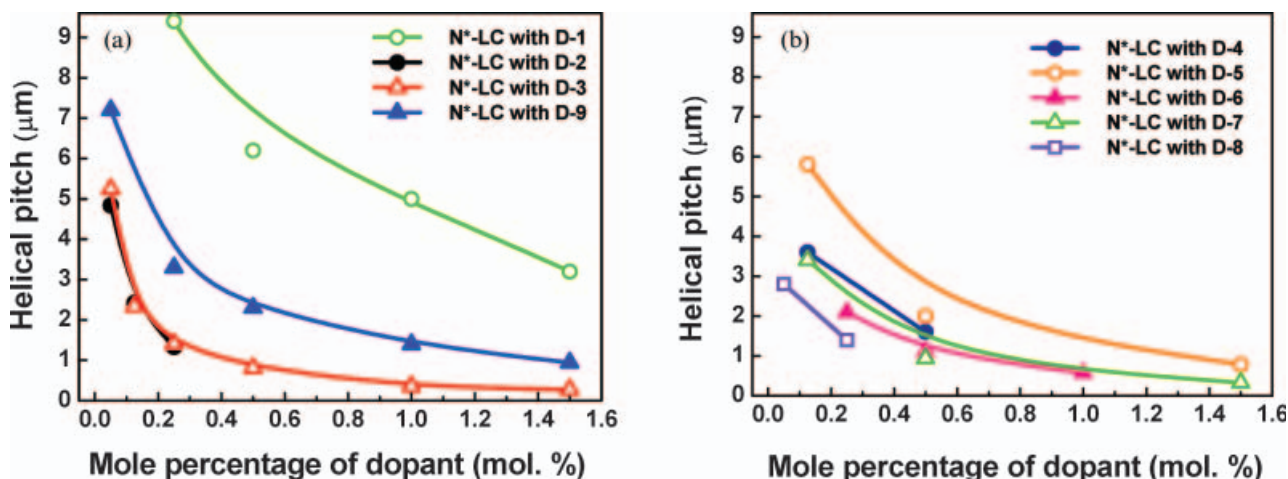 (a)
N*-LC with D-1
N*-LC with D-2
N*-LC with D-3
N*-LC with D-9
Helical pitch (μm)
9
8
7
6
5
4
3
2
1
0
0.0 0.2 0.4 0.6 0.8 1.0 1.2 1.4 1.6
Mole percentage of dopant (mol. %)
(b)
N*-LC with D-4
N*-LC with D-5
N*-LC with D-6
N*-LC with D-7
N*-LC with D-8
Helical pitch (μm)
9
8
7
6
5
4
3
2
1
0
0.0 0.2 0.4 0.6 0.8 1.0 1.2 1.4 1.6
Mole percentage of dopant (mol. %)